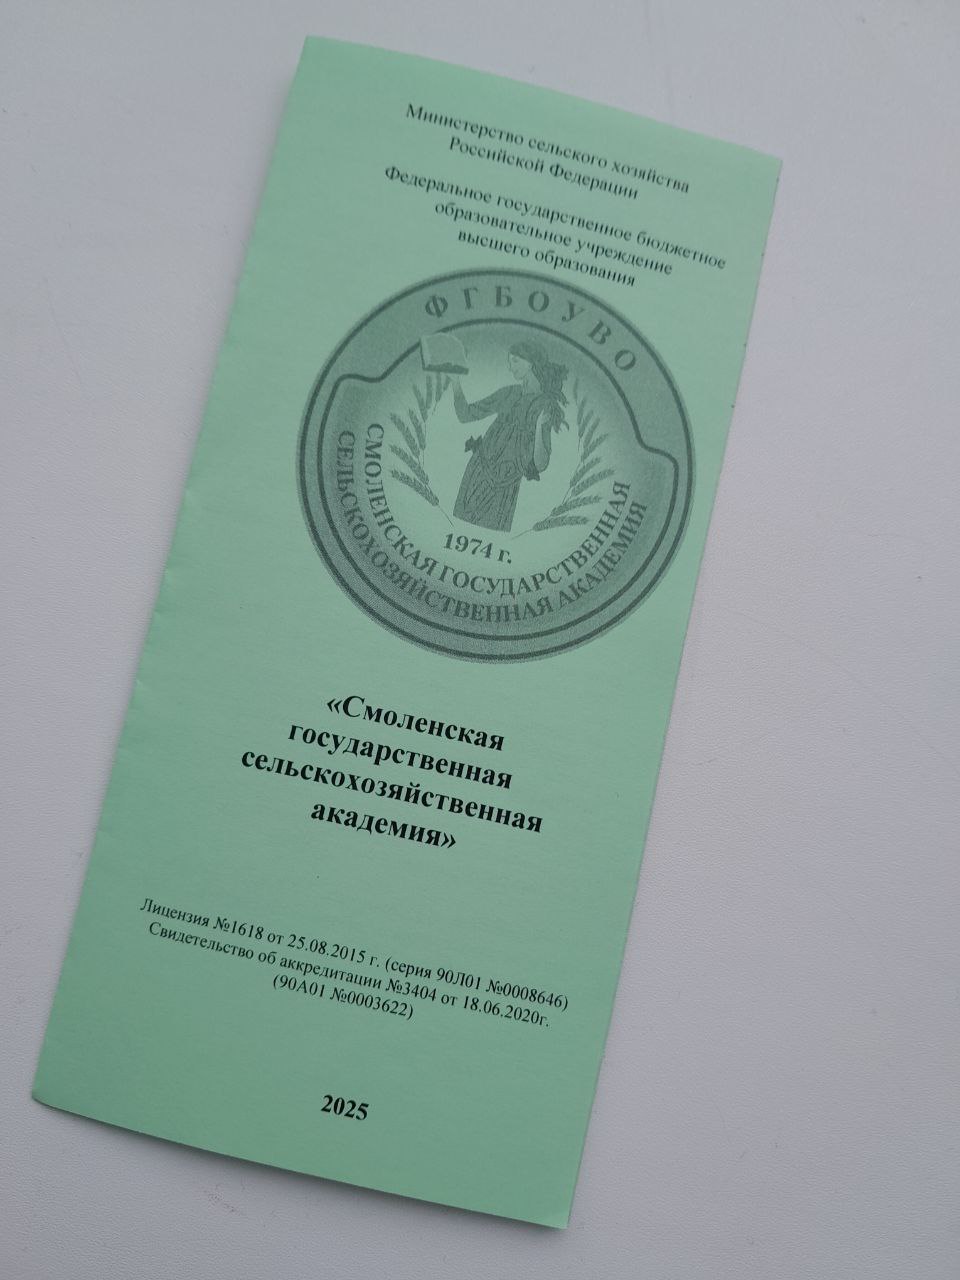 Министерство сельского хозяйства
Российской Федерации
Федеральное государственное бюджетное
образовательное учреждение
высшего образования
ФГБОУВО
1974 г.
СМОЛЕНСКАЯ ГОСУДАРСТВЕННАЯ
СЕЛЬСКОХОЗЯЙСТВЕННАЯ АКАДЕМИЯ
«Смоленская
государственная
сельскохозяйственная
академия»
Лицензия №1618 от 25.08.2015 г. (серия 90Л01 №0008646)
Свидетельство об аккредитации №3404 от 18.06.2020г.
(90А01 №0003622)
2025